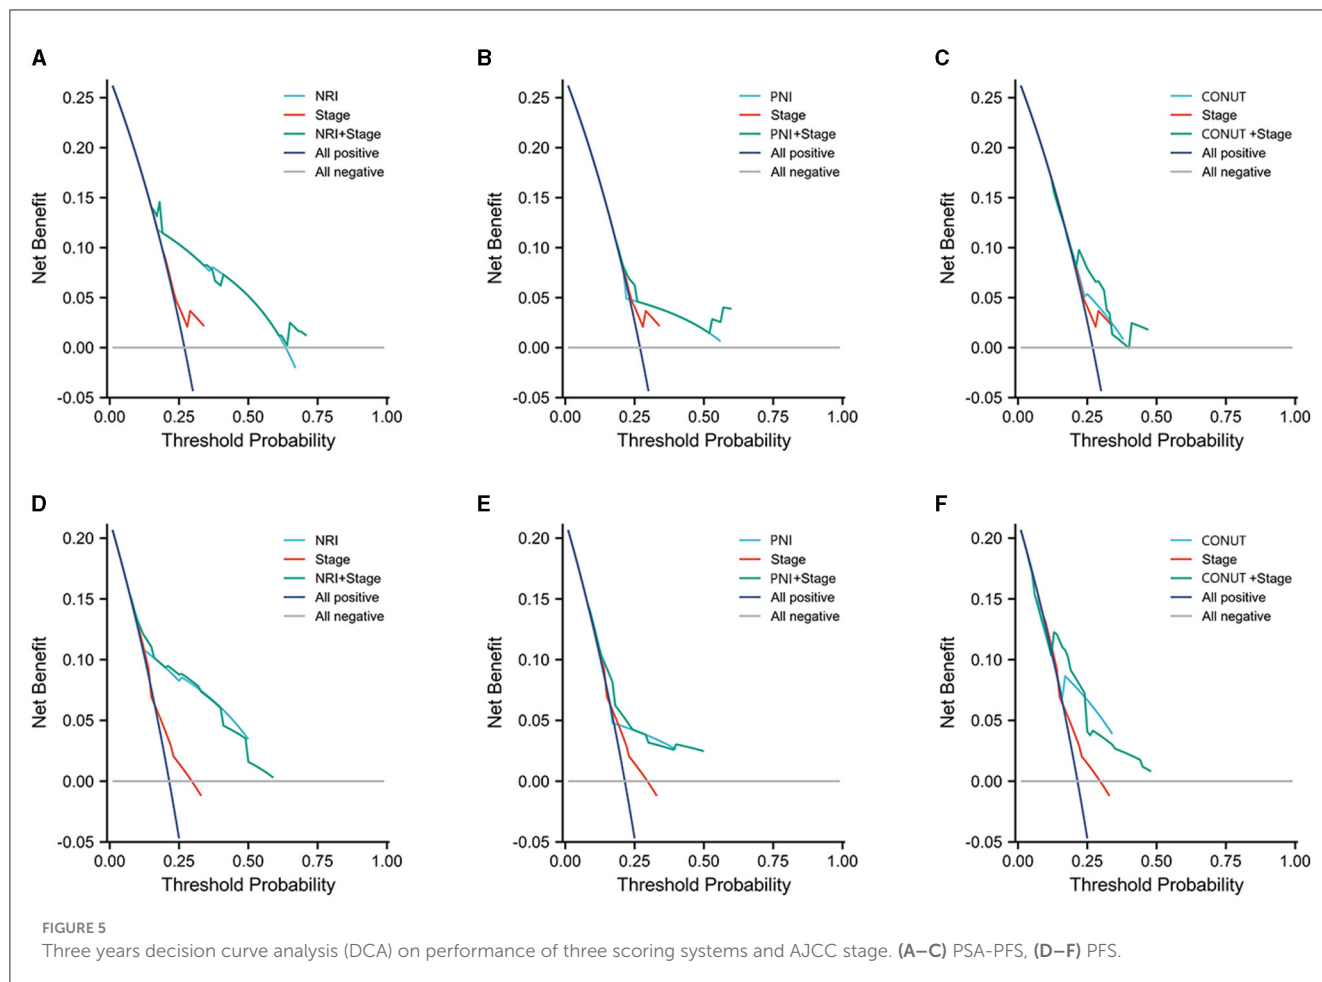 A
0.25
0.20
0.15
0.10
0.05
0.00
-0.05
Net Benefit
NRI
Stage
NRI+Stage
All positive
All negative
0.00 0.25 0.50 0.75 1.00
Threshold Probability
B
0.25
0.20
0.15
0.10
0.05
0.00
-0.05
Net Benefit
PNI
Stage
PNI+Stage
All positive
All negative
0.00 0.25 0.50 0.75 1.00
Threshold Probability
C
0.25
0.20
0.15
0.10
0.05
0.00
-0.05
Net Benefit
CONUT
Stage
CONUT +Stage
All positive
All negative
0.00 0.25 0.50 0.75 1.00
Threshold Probability
D
0.20
0.15
0.10
0.05
0.00
-0.05
Net Benefit
NRI
Stage
NRI+Stage
All positive
All negative
0.00 0.25 0.50 0.75 1.00
Threshold Probability
E
0.20
0.15
0.10
0.05
0.00
-0.05
Net Benefit
PNI
Stage
PNI+Stage
All positive
All negative
0.00 0.25 0.50 0.75 1.00
Threshold Probability
F
0.20
0.15
0.10
0.05
0.00
-0.05
Net Benefit
CONUT
Stage
CONUT +Stage
All positive
All negative
0.00 0.25 0.50 0.75 1.00
Threshold Probability
FIGURE 5
Three years decision curve analysis (DCA) on performance of three scoring systems and AJCC stage. (A–C) PSA-PFS, (D–F) PFS.